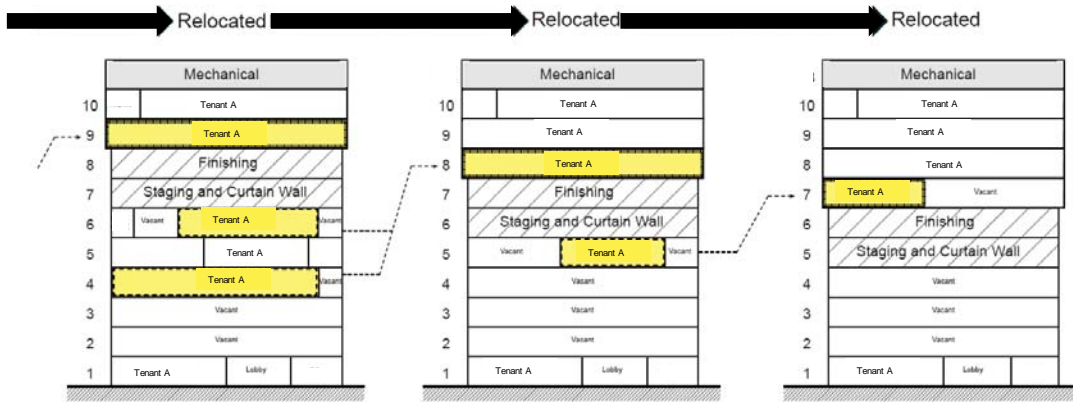 Relocated Relocated Relocated
Mechanical
10 Tenant A
9 Tenant A
8 Finishing
7 Staging and Curtain Wall
6 Vacant Tenant A Vacant
5 Tenant A
4 Tenant A Vacant
3 Vacant
2 Vacant
1 Tenant A Lobby
Mechanical
10 Tenant A
9 Tenant A
8 Tenant A
7 Finishing
6 Staging and Curtain Wall
5 Vacant Tenant A Vacant
4 Vacant
3 Vacant
2 Vacant
1 Tenant A Lobby
Mechanical
10 Tenant A
9 Tenant A
8 Tenant A
7 Tenant A Vacant
6 Finishing
5 Staging and Curtain Wall
4 Vacant
3 Vacant
2 Vacant
1 Tenant A Lobby